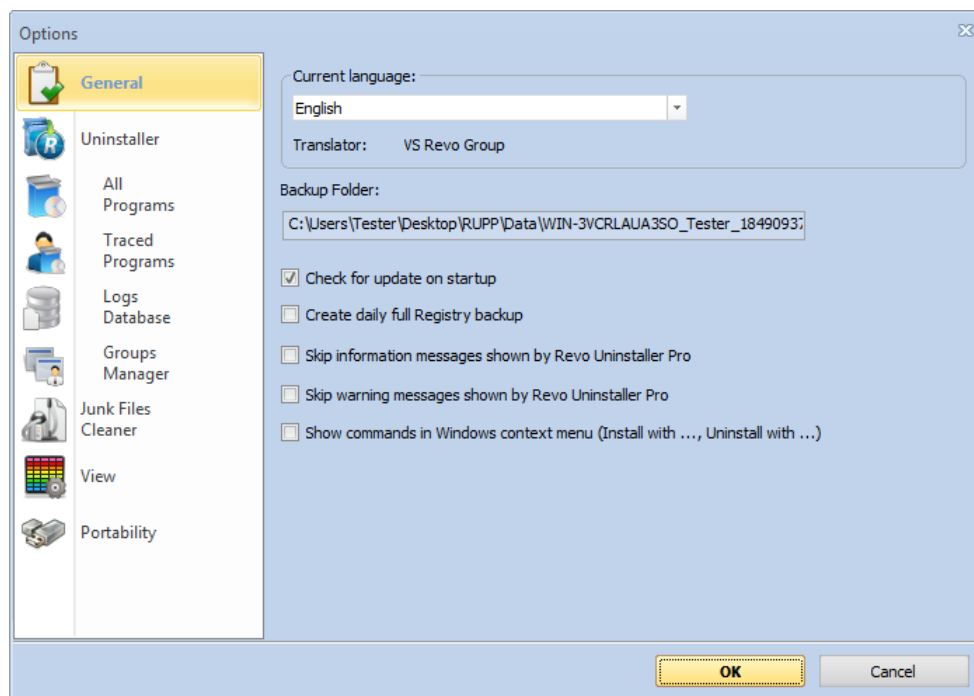 Options
General
Uninstaller
All
Programs
Traced
Programs
Logs
Database
Groups
Manager
Junk Files
Cleaner
View
Portability
Current language:
English
Translator: VS Revo Group
Backup Folder:
C:\Users\Tester\Desktop\RUPP\Data\WIN-3VCRLAUA3SO_Tester_18490937
Check for update on startup
Create daily full Registry backup
Skip information messages shown by Revo Uninstaller Pro
Skip warning messages shown by Revo Uninstaller Pro
Show commands in Windows context menu (Install with ..., Uninstall with ...)
OK
Cancel